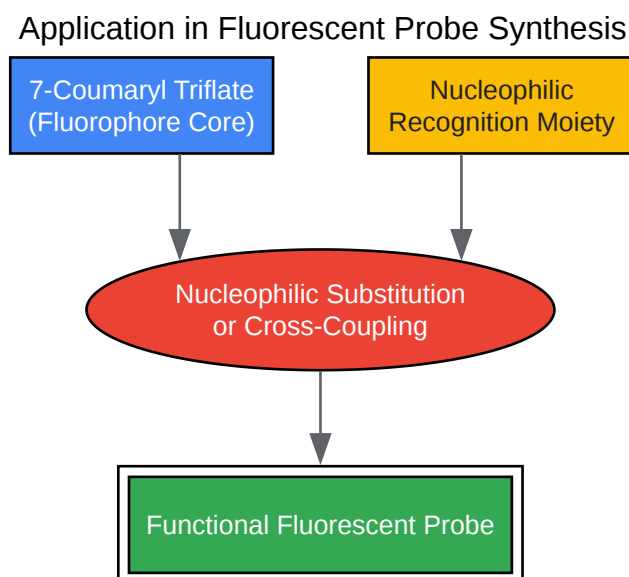 Application in Fluorescent Probe Synthesis
7-Coumaryl Triflate
(Fluorophore Core)
Nucleophilic
Recognition Moiety
Nucleophilic Substitution
or Cross-Coupling
Functional Fluorescent Probe